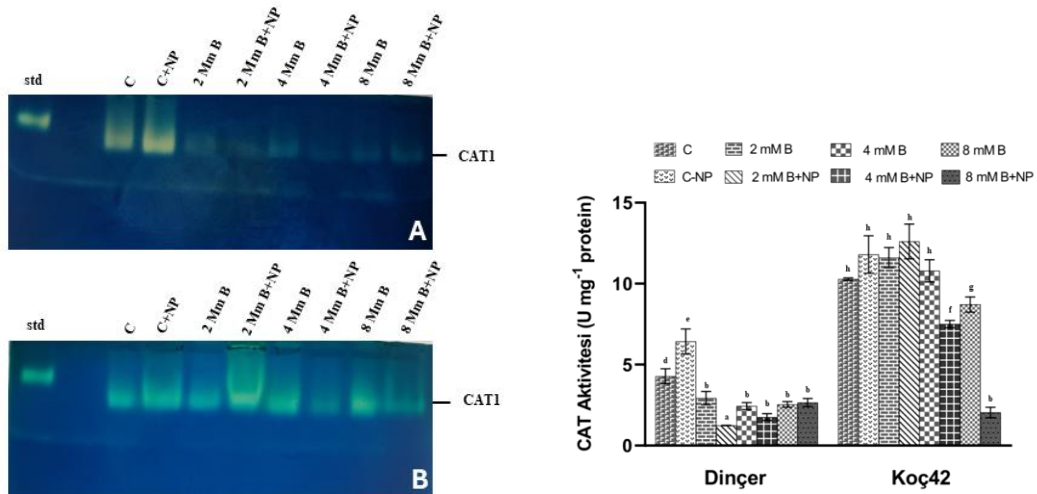 std
C
C+NP
2 Mm B
2 Mm B+NP
4 Mm B
4 Mm B+NP
8 Mm B
8 Mm B+NP
CAT1
A
std
C
C+NP
2 Mm B
2 Mm B+NP
4 Mm B
4 Mm B+NP
8 Mm B
8 Mm B+NP
CAT1
B
C
2 mM B
4 mM B
8 mM B
C-NP
2 mM B+NP
4 mM B+NP
8 mM B+NP
CAT Aktivitesi (U mg-1 protein)
15
10
5
0
d
e
b
a
b
b
b
b
h
h
h
h
h
f
g
b
Dinçer
Koç42